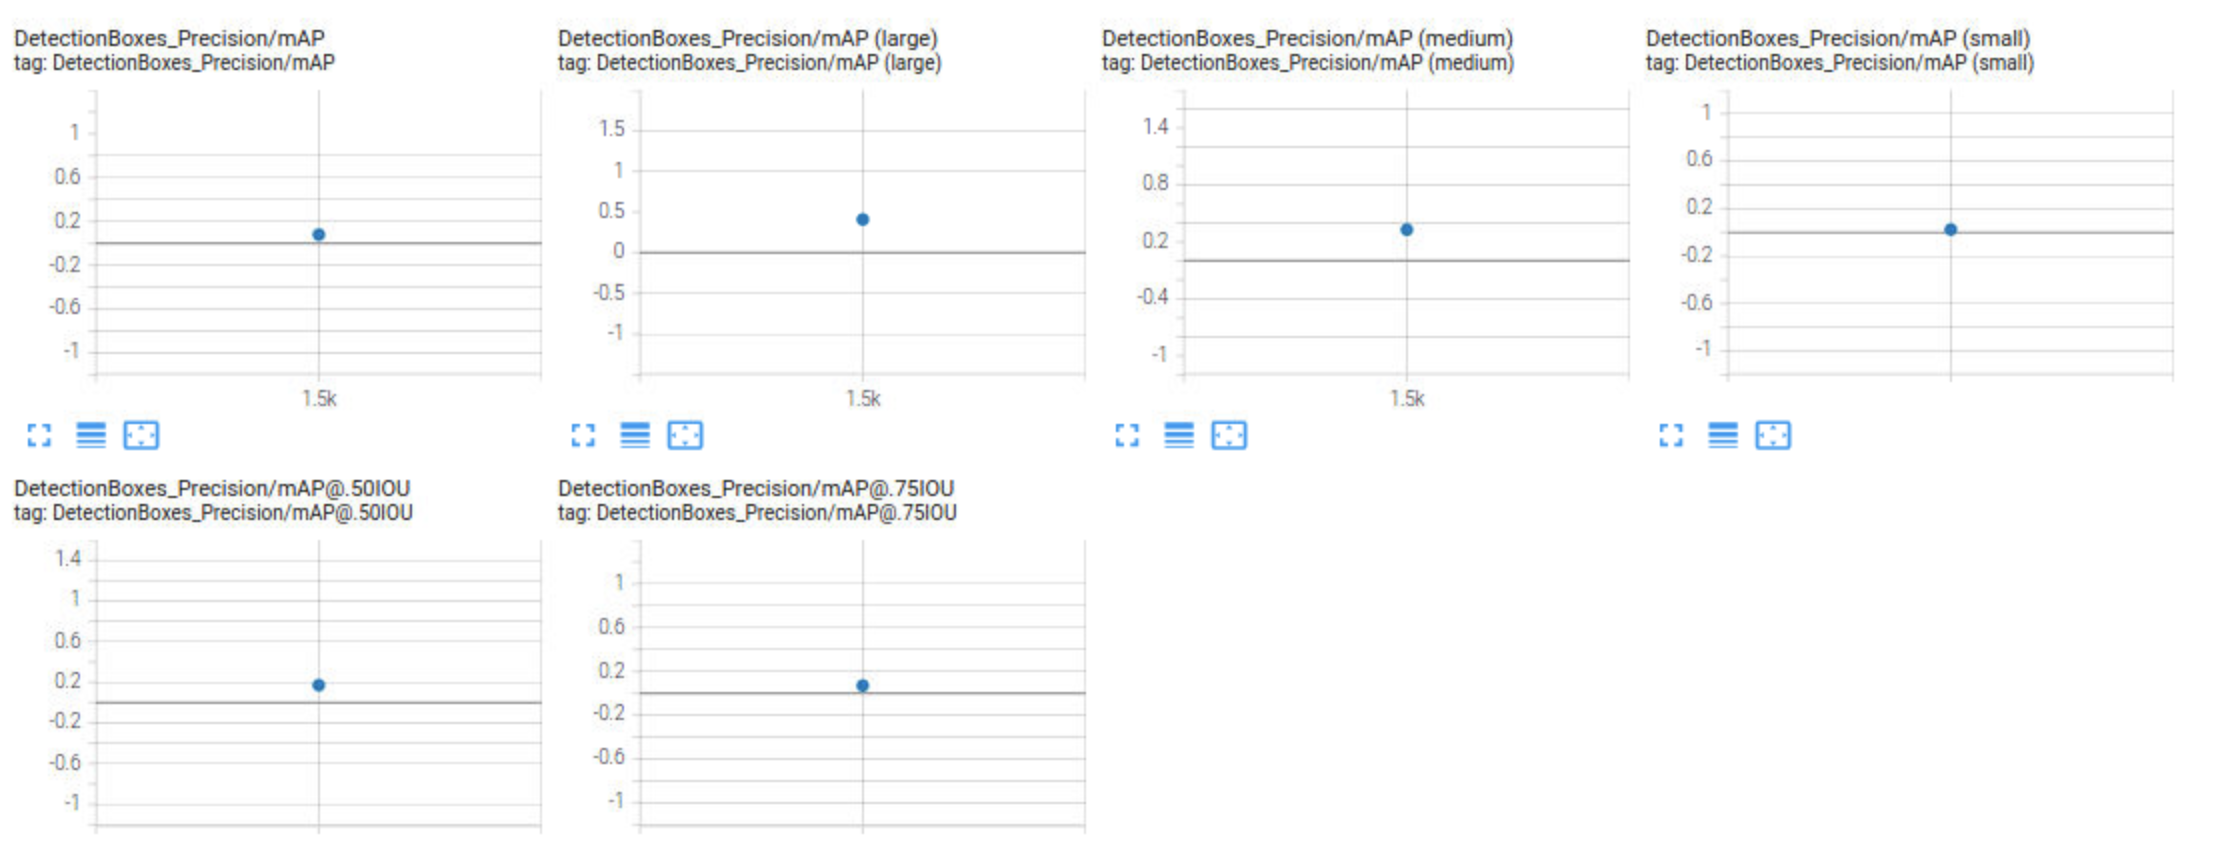 DetectionBoxes_Precision/mAP
tag: DetectionBoxes_Precision/mAP
1
0.6
0.2
-0.2
-0.6
-1
1.5k
DetectionBoxes_Precision/mAP (large)
tag: DetectionBoxes_Precision/mAP (large)
1.5
1
0.5
0
-0.5
-1
1.5k
DetectionBoxes_Precision/mAP (medium)
tag: DetectionBoxes_Precision/mAP (medium)
1.4
0.8
0.2
-0.4
-1
1.5k
DetectionBoxes_Precision/mAP (small)
tag: DetectionBoxes_Precision/mAP (small)
1
0.6
0.2
-0.2
-0.6
-1
DetectionBoxes_Precision/mAP@.50IOU
tag: DetectionBoxes_Precision/mAP@.50IOU
1.4
1
0.6
0.2
-0.2
-0.6
-1
DetectionBoxes_Precision/mAP@.75IOU
tag: DetectionBoxes_Precision/mAP@.75IOU
1
0.6
0.2
-0.2
-0.6
-1